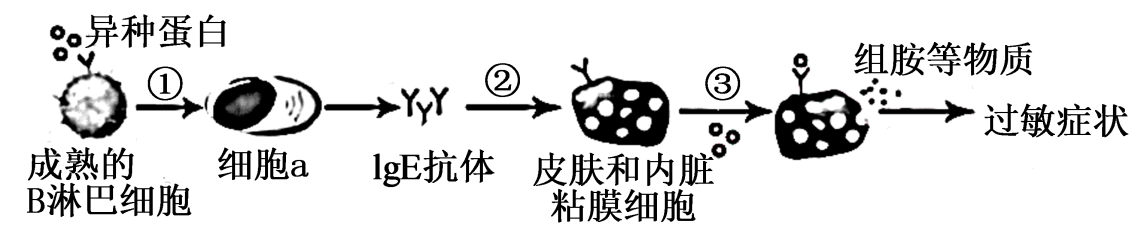 异种蛋白
①
②
③
组胺等物质
过敏症状
成熟的
B淋巴细胞
细胞a
IgE抗体
皮肤和内脏
粘膜细胞